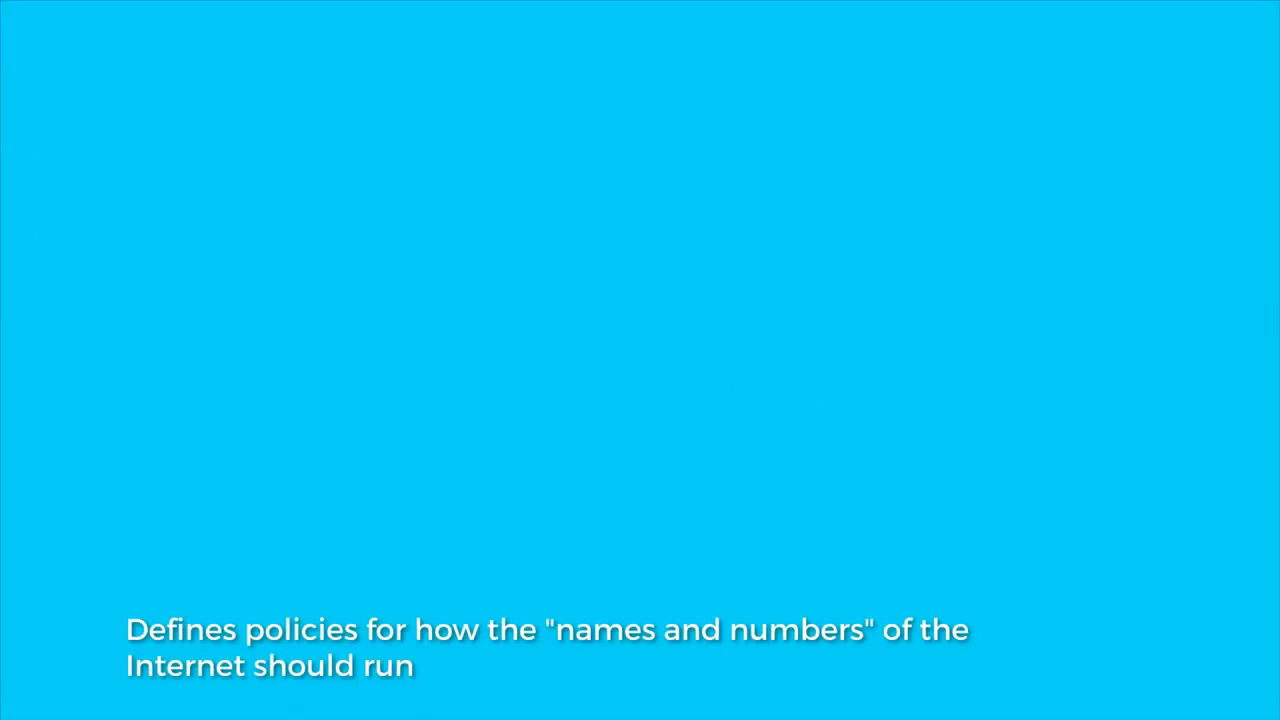 Defines policies for how the "names and numbers" of the
Internet should run